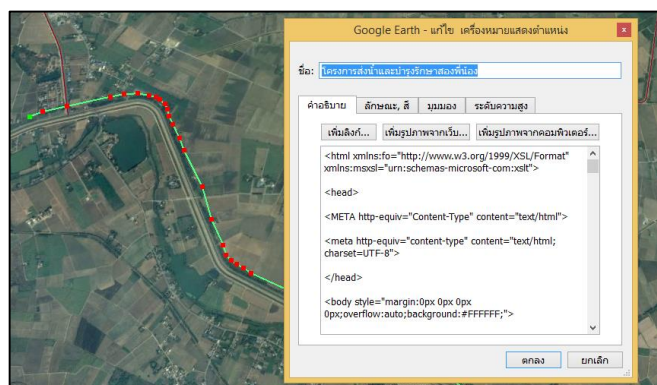 Google Earth - แก้ไข เครื่องหมายแสดงตำแหน่ง
x
ชื่อ: โครงการส่งน้ำและบำรุงรักษาสองพี่น้อง
คำอธิบาย ลักษณะ, สี มุมมอง ระดับความสูง
เพิ่มลิงก์... เพิ่มรูปภาพจากเว็บ... เพิ่มรูปภาพจากคอมพิวเตอร์...
<html xmlns:fo="http://www.w3.org/1999/XSL/Format"
xmlns:msxsl="urn:schemas-microsoft-com:xslt">
<head>
<META http-equiv="Content-Type" content="text/html">
<meta http-equiv="content-type" content="text/html;
charset=UTF-8">
</head>
<body style="margin:0px 0px 0px
0px;overflow:auto;background:#FFFFFF;">
ตกลง ยกเลิก